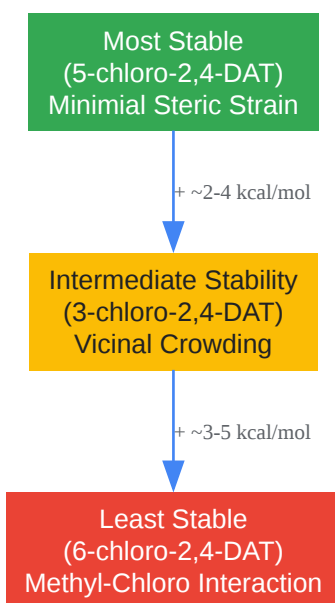 Most Stable
(5-chloro-2,4-DAT)
Minimial Steric Strain
+ ~2-4 kcal/mol
Intermediate Stability
(3-chloro-2,4-DAT)
Vicinal Crowding
+ ~3-5 kcal/mol
Least Stable
(6-chloro-2,4-DAT)
Methyl-Chloro Interaction